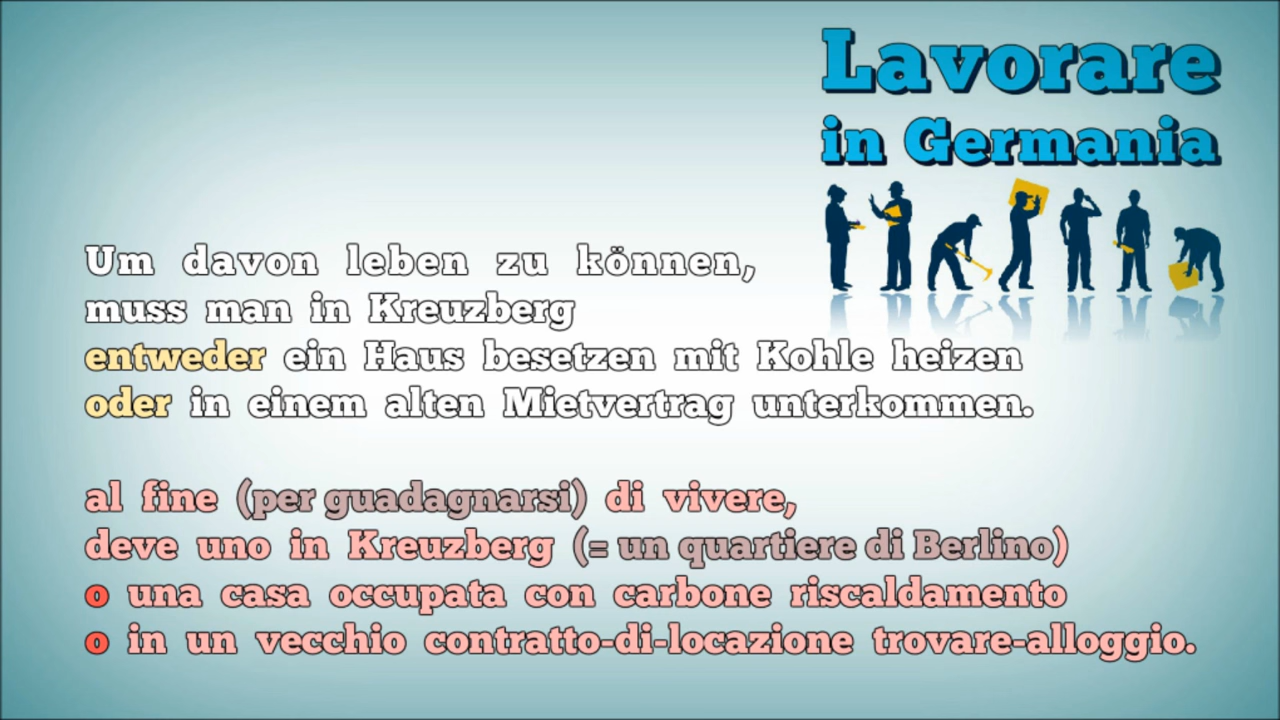 Lavorare
in Germania
Um davon leben zu können,
muss man in Kreuzberg
entweder ein Haus besetzen mit Kohle heizen
oder in einem alten Mietvertrag unterkommen.
al fine (per guadagnarsi) di vivere,
deve uno in Kreuzberg (= un quartiere di Berlino)
o una casa occupata con carbone riscaldamento
o in un vecchio contratto-di-locazione trovare-alloggio.